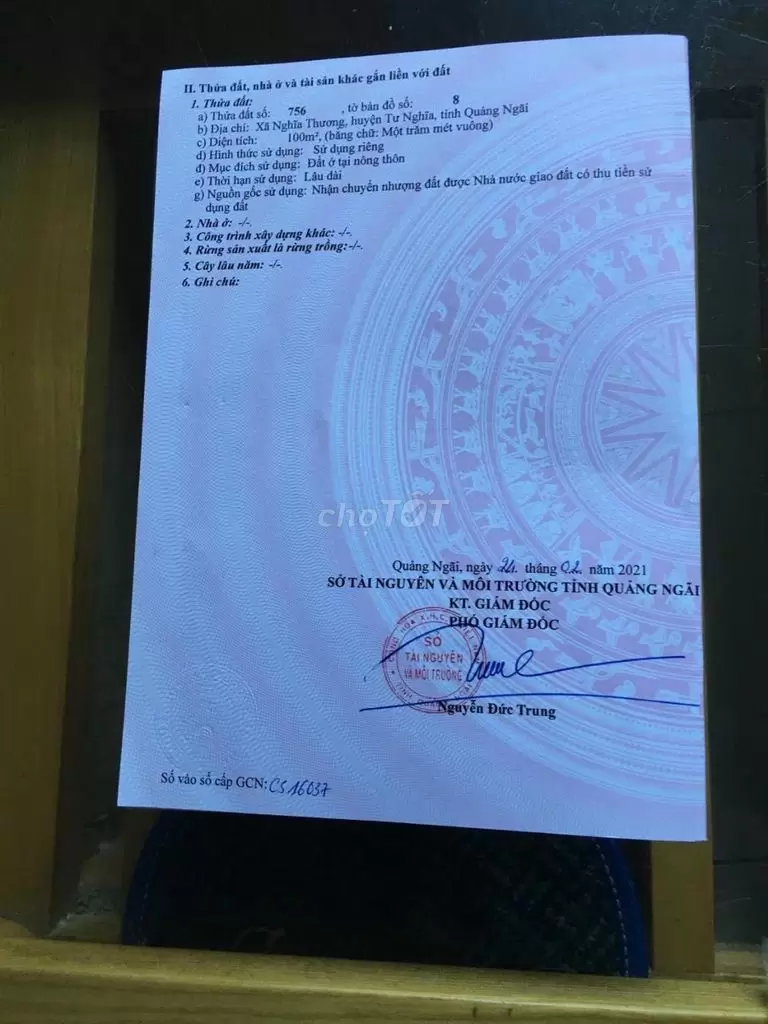 II. Thửa đất, nhà ở và tài sản khác gắn liền với đất
1. Thửa đất:
a) Thửa đất số: 756 , tờ bản đồ số: 8
b) Địa chỉ: Xã Nghĩa Thương, huyện Tư Nghĩa, tỉnh Quảng Ngãi
c) Diện tích: 100m², (bằng chữ: Một trăm mét vuông)
d) Hình thức sử dụng: Sử dụng riêng
đ) Mục đích sử dụng: Đất ở tại nông thôn
e) Thời hạn sử dụng: Lâu dài
g) Nguồn gốc sử dụng: Nhận chuyển nhượng đất được Nhà nước giao đất có thu tiền sử
dụng đất
2. Nhà ở: -/-.
3. Công trình xây dựng khác: -/-.
4. Rừng sản xuất là rừng trồng:-/-.
5. Cây lâu năm: -/-.
6. Ghi chú:
choTỐT
Quảng Ngãi, ngày 24 tháng 02 năm 2021
SỞ TÀI NGUYÊN VÀ MÔI TRƯỜNG TỈNH QUẢNG NGÃI
KT. GIÁM ĐỐC
PHÓ GIÁM ĐỐC
SỞ
TÀI NGUYÊN
VÀ MÔI TRƯỜNG
Nguyễn Đức Trung
Số vào sổ cấp GCN: CS 16037